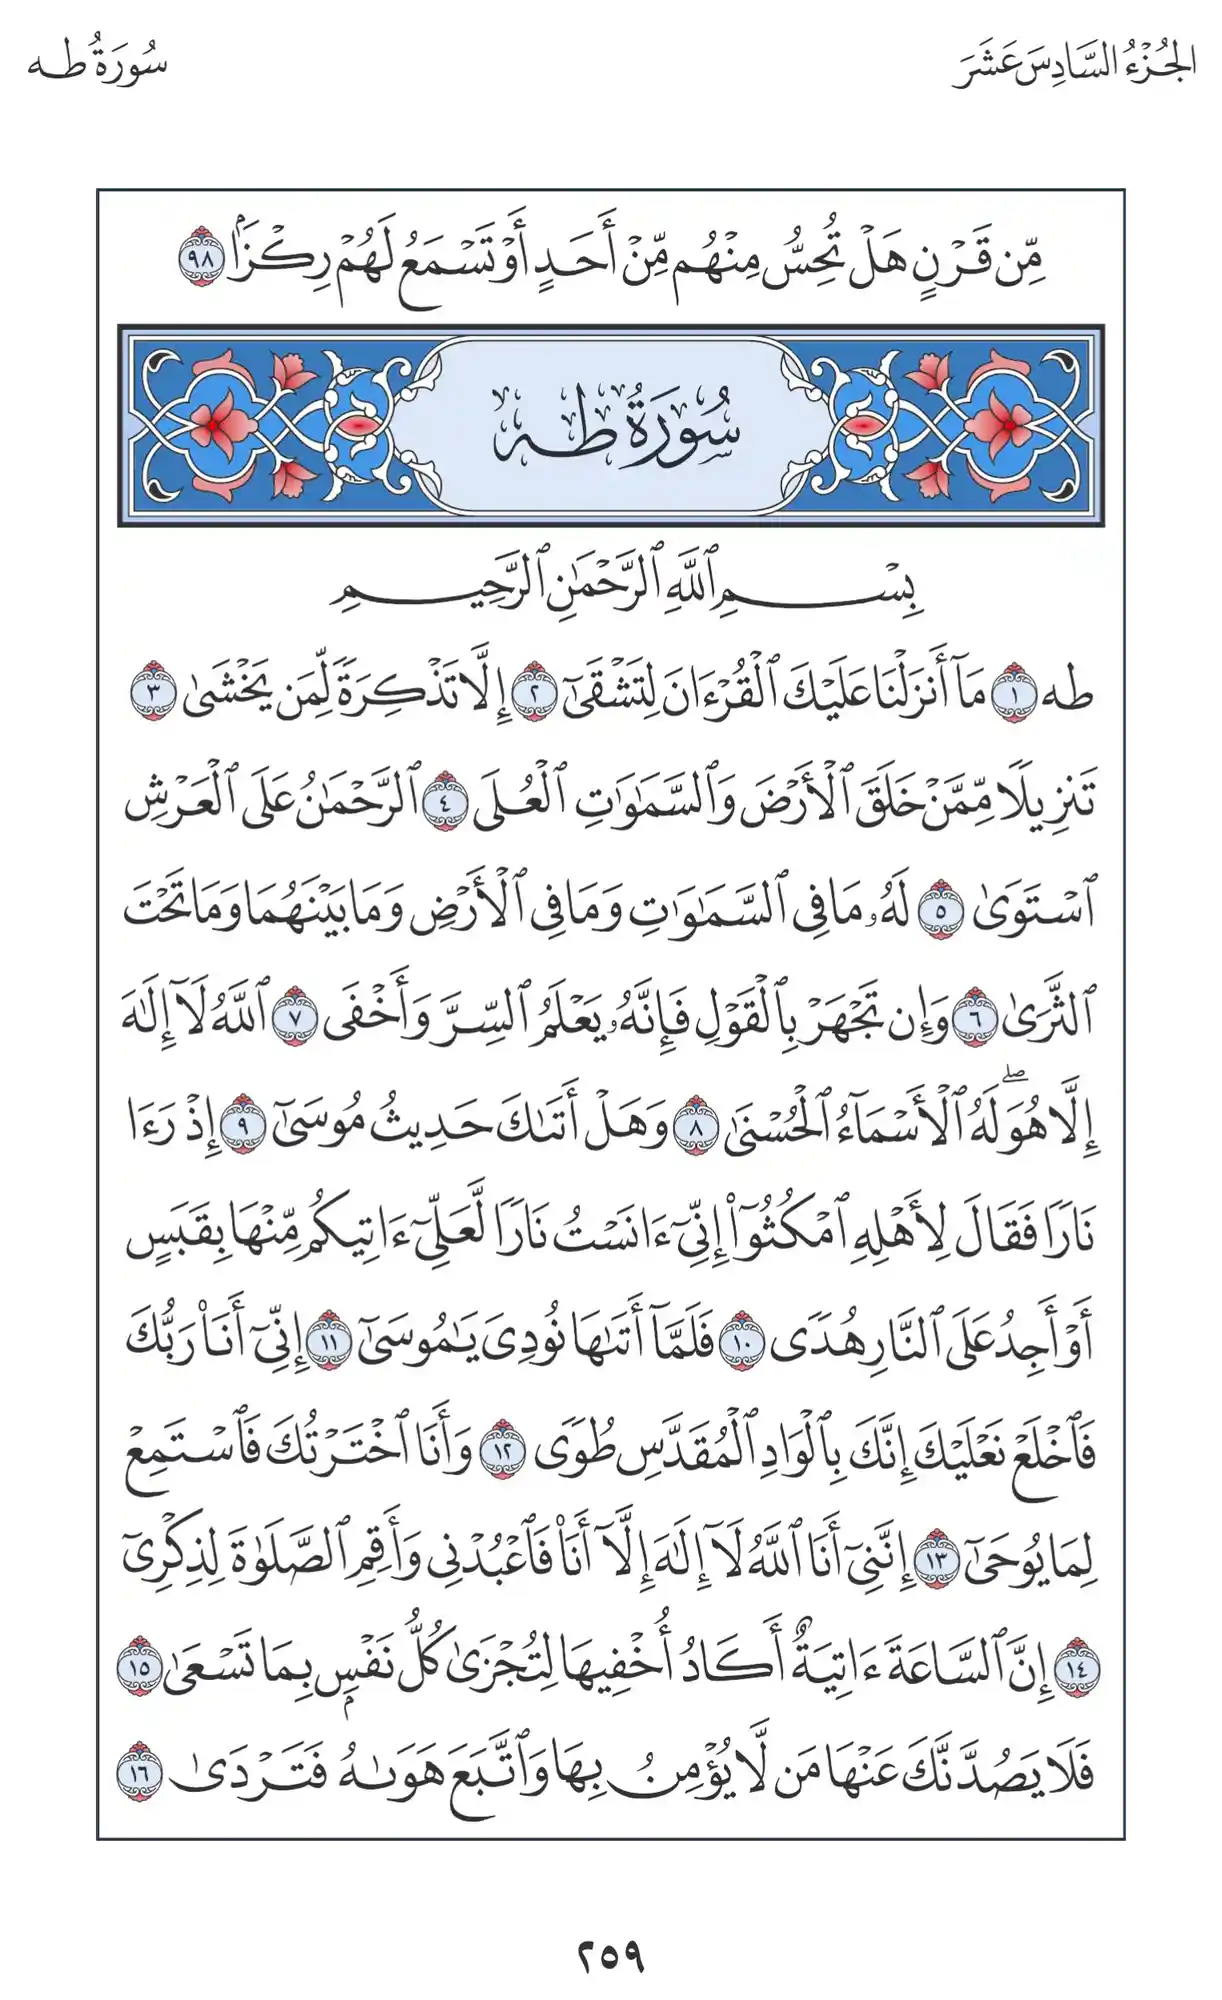 الجُزْءُ السَّادِسَ عَشَرَ
سُورَةُ طه
مِّن قَرْنٍ هَلْ تُحِسُّ مِنْهُم مِّنْ أَحَدٍ أَوْ تَسْمَعُ لَهُمْ رِكْزَۢا ٩٨
سُورَةُ طه
بِسْمِ ٱللَّهِ ٱلرَّحْمَٰنِ ٱلرَّحِيمِ
طه ١ مَآ أَنزَلْنَا عَلَيْكَ ٱلْقُرْءَانَ لِتَشْقَىٰٓ ٢ إِلَّا تَذْكِرَةً لِّمَن يَخْشَىٰ ٣
تَنزِيلًا مِّمَّنْ خَلَقَ ٱلْأَرْضَ وَٱلسَّمَٰوَٰتِ ٱلْعُلَى ٤ ٱلرَّحْمَٰنُ عَلَى ٱلْعَرْشِ
ٱسْتَوَىٰ ٥ لَهُۥ مَا فِى ٱلسَّمَٰوَٰتِ وَمَا فِى ٱلْأَرْضِ وَمَا بَيْنَهُمَا وَمَا تَحْتَ
ٱلثَّرَىٰ ٦ وَإِن تَجْهَرْ بِٱلْقَوْلِ فَإِنَّهُۥ يَعْلَمُ ٱلسِّرَّ وَأَخْفَى ٧ ٱللَّهُ لَآ إِلَٰهَ
إِلَّا هُوَۖ لَهُ ٱلْأَسْمَآءُ ٱلْحُسْنَىٰ ٨ وَهَلْ أَتَىٰكَ حَدِيثُ مُوسَىٰٓ ٩ إِذْ رَءَا
نَارًا فَقَالَ لِأَهْلِهِ ٱمْكُثُوٓا۟ إِنِّىٓ ءَانَسْتُ نَارًا لَّعَلِّىٓ ءَاتِيكُم مِّنْهَا بِقَبَسٍ
أَوْ أَجِدُ عَلَى ٱلنَّارِ هُدًى ١٠ فَلَمَّآ أَتَىٰهَا نُودِىَ يَٰمُوسَىٰٓ ١١ إِنِّىٓ أَنَا۠ رَبُّكَ
فَٱخْلَعْ نَعْلَيْكَ إِنَّكَ بِٱلْوَادِ ٱلْمُقَدَّسِ طُوًى ١٢ وَأَنَا ٱخْتَرْتُكَ فَٱسْتَمِعْ
لِمَا يُوحَىٰٓ ١٣ إِنَّنِىٓ أَنَا ٱللَّهُ لَآ إِلَٰهَ إِلَّآ أَنَا۠ فَٱعْبُدْنِى وَأَقِمِ ٱلصَّلَوٰةَ لِذِكْرِىٓ
١٤ إِنَّ ٱلسَّاعَةَ ءَاتِيَةٌ أَكَادُ أُخْفِيهَا لِتُجْزَىٰ كُلُّ نَفْسٍۭ بِمَا تَسْعَىٰ ١٥
فَلَا يَصُدَّنَّكَ عَنْهَا مَن لَّا يُؤْمِنُ بِهَا وَٱتَّبَعَ هَوَىٰهُ فَتَرْدَىٰ ١٦
٢٥٩